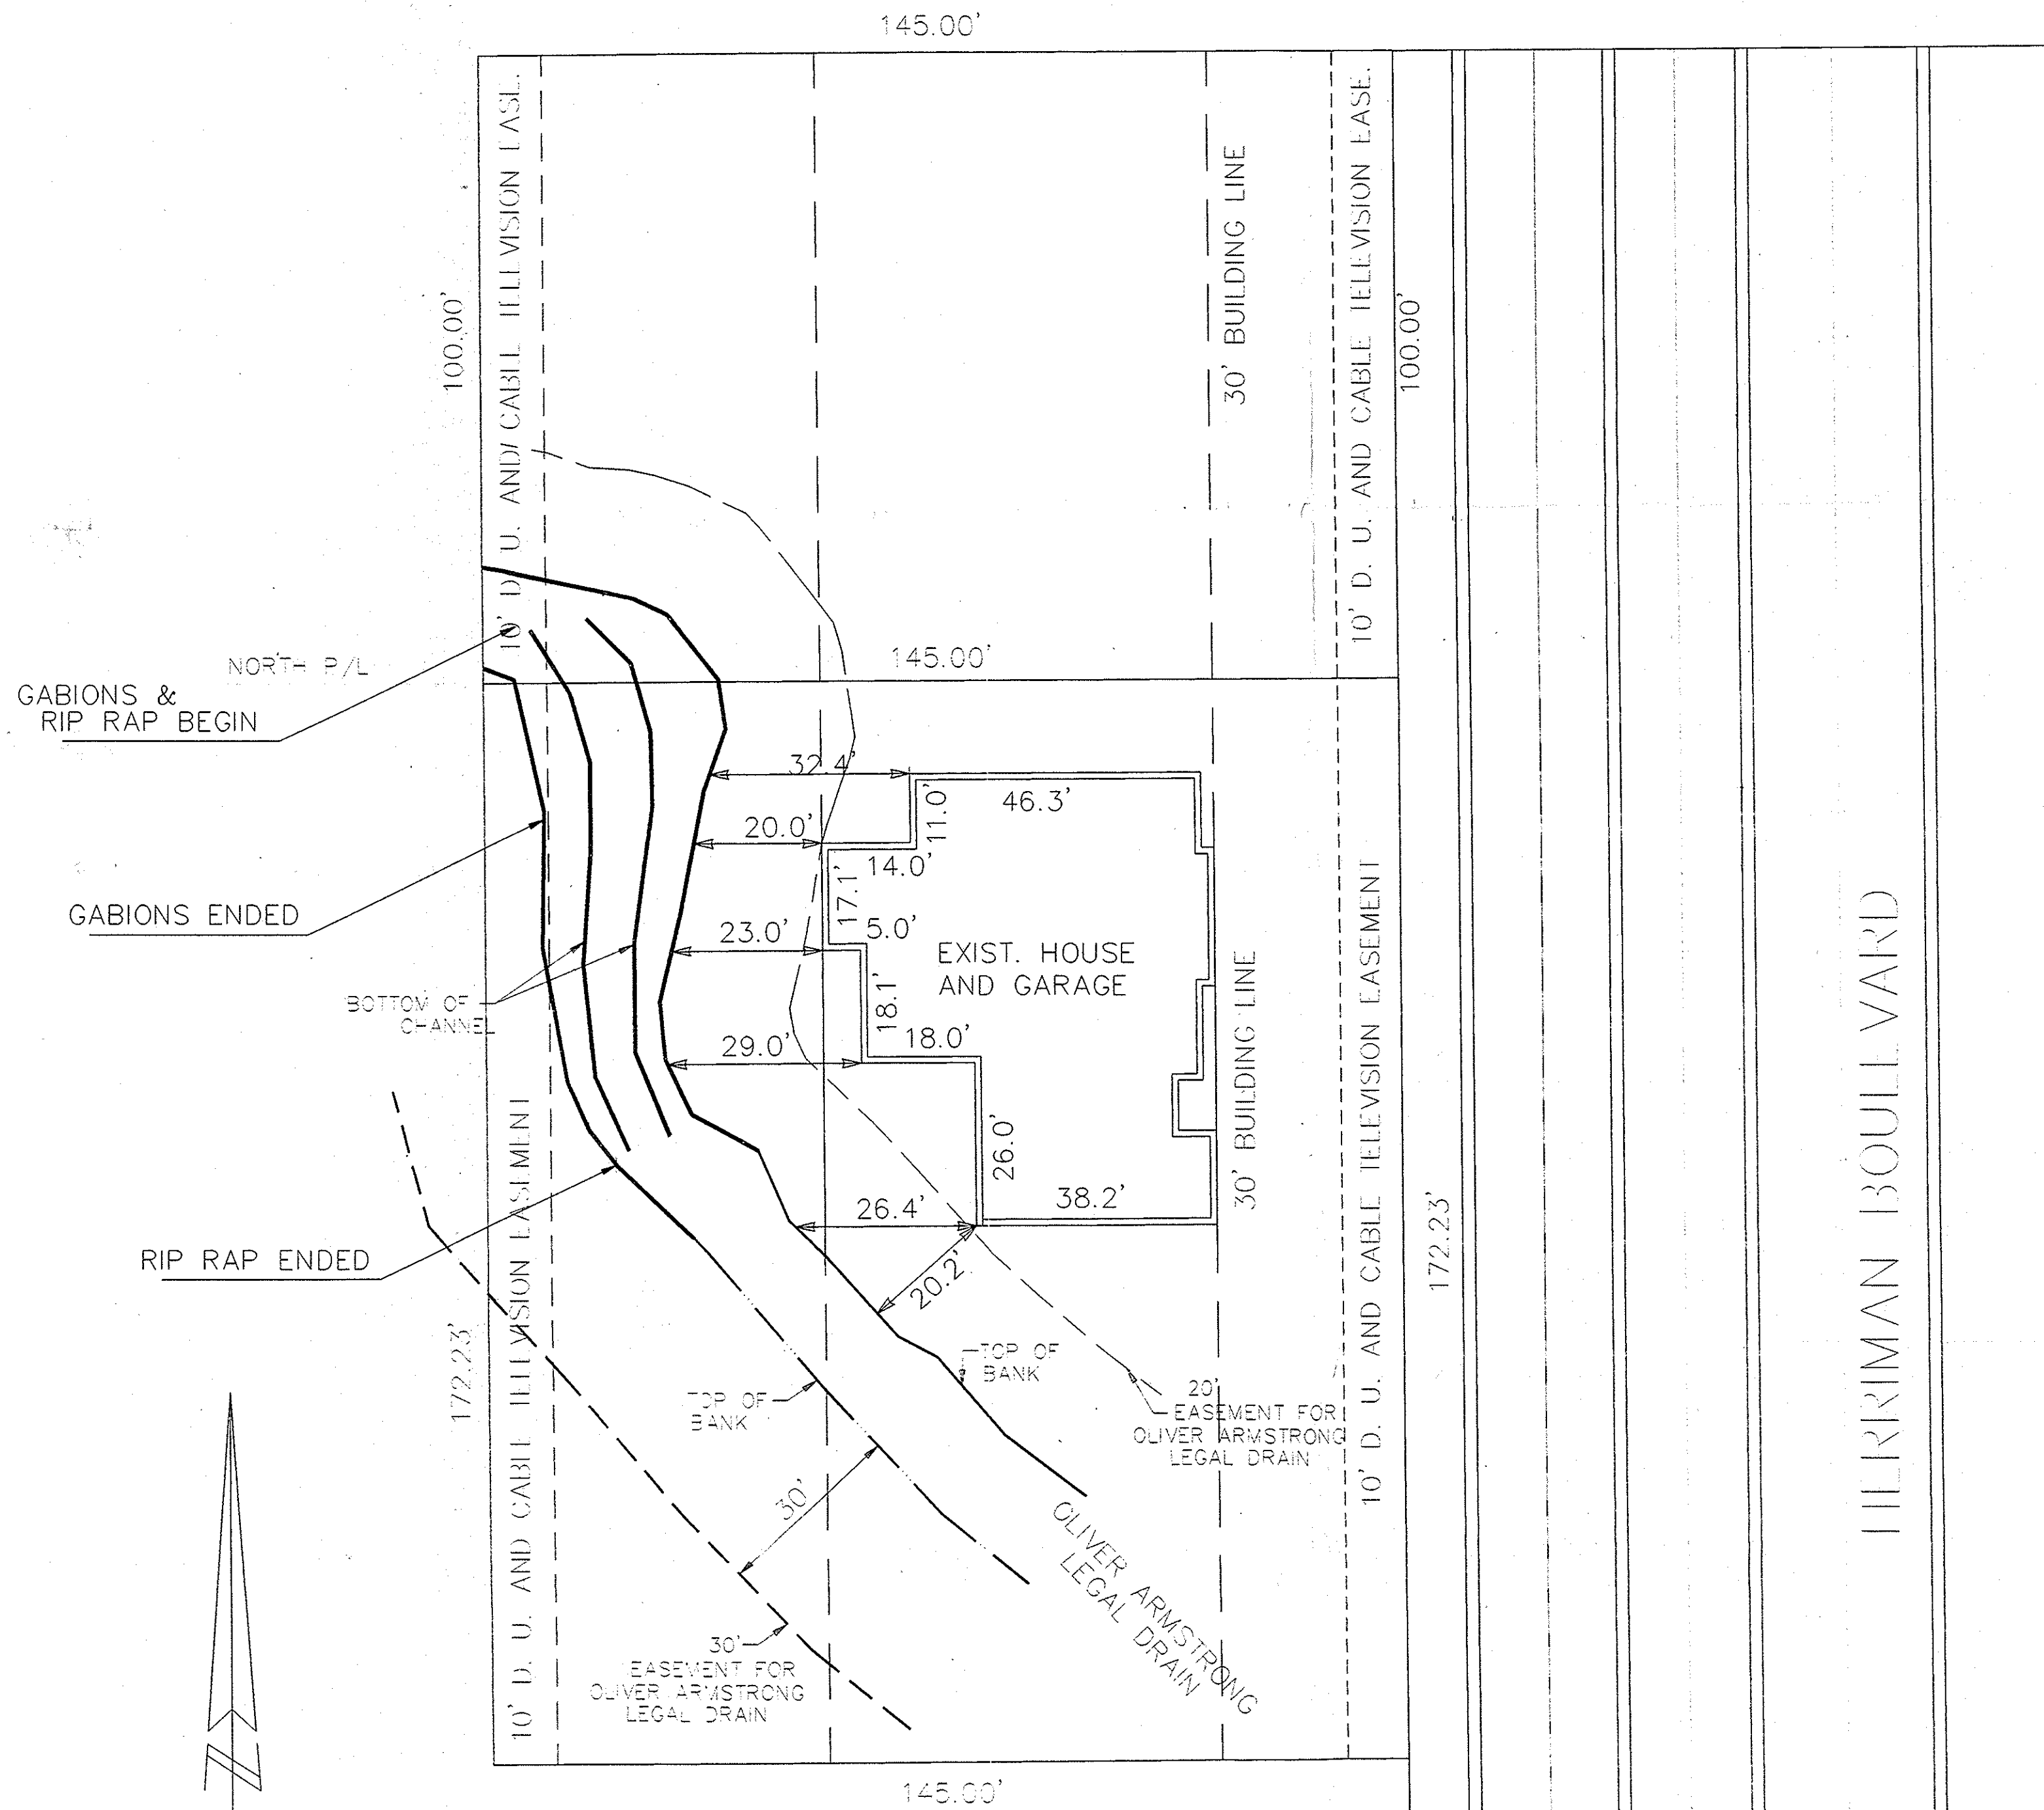 145.00'
10' D. U. AND CABLE TELEVISION EASE.
30' BUILDING LINE
10' D. U. AND CABLE TELEVISION EASE.
100.00'
100.00'
NORTH P/L
145.00'
GABIONS &
RIP RAP BEGIN
32.4'
46.3'
11.0'
20.0'
14.0'
17.1'
GABIONS ENDED
23.0'
5.0'
EXIST. HOUSE
AND GARAGE
18.1'
BOTTOM OF
CHANNEL
29.0'
18.0'
26.0'
30' BUILDING LINE
10' D. U. AND CABLE TELEVISION EASEMENT
172.23'
HERRIMAN BOULEVARD
26.4'
38.2'
RIP RAP ENDED
20.2'
10' D. U. AND CABLE TELEVISION EASEMENT
172.23'
TOP OF
BANK
TOP OF
BANK
20'
EASEMENT FOR
OLIVER ARMSTRONG
LEGAL DRAIN
30'
OLIVER ARMSTRONG
LEGAL DRAIN
30'
EASEMENT FOR
OLIVER ARMSTRONG
LEGAL DRAIN
N
145.00'